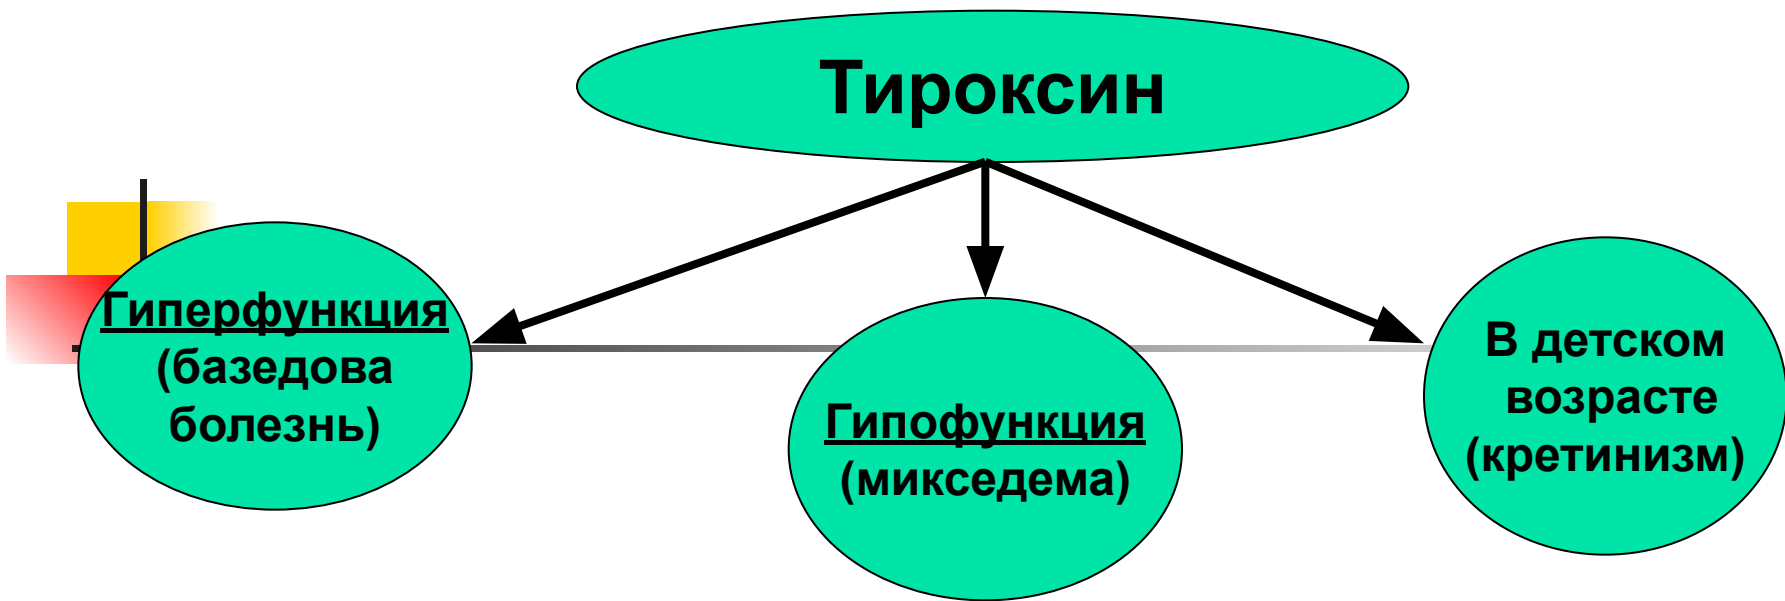 Тироксин
Гиперфункция
(базедова
болезнь)
Гипофункция
(микседема)
В детском
возрасте
(кретинизм)